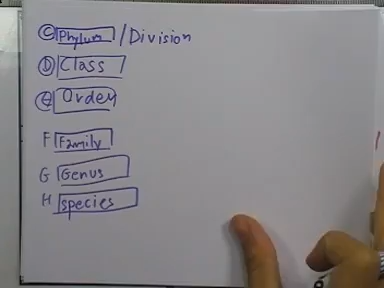 C Phylum / Division
D Class
E Order
F Family
G Genus
H species